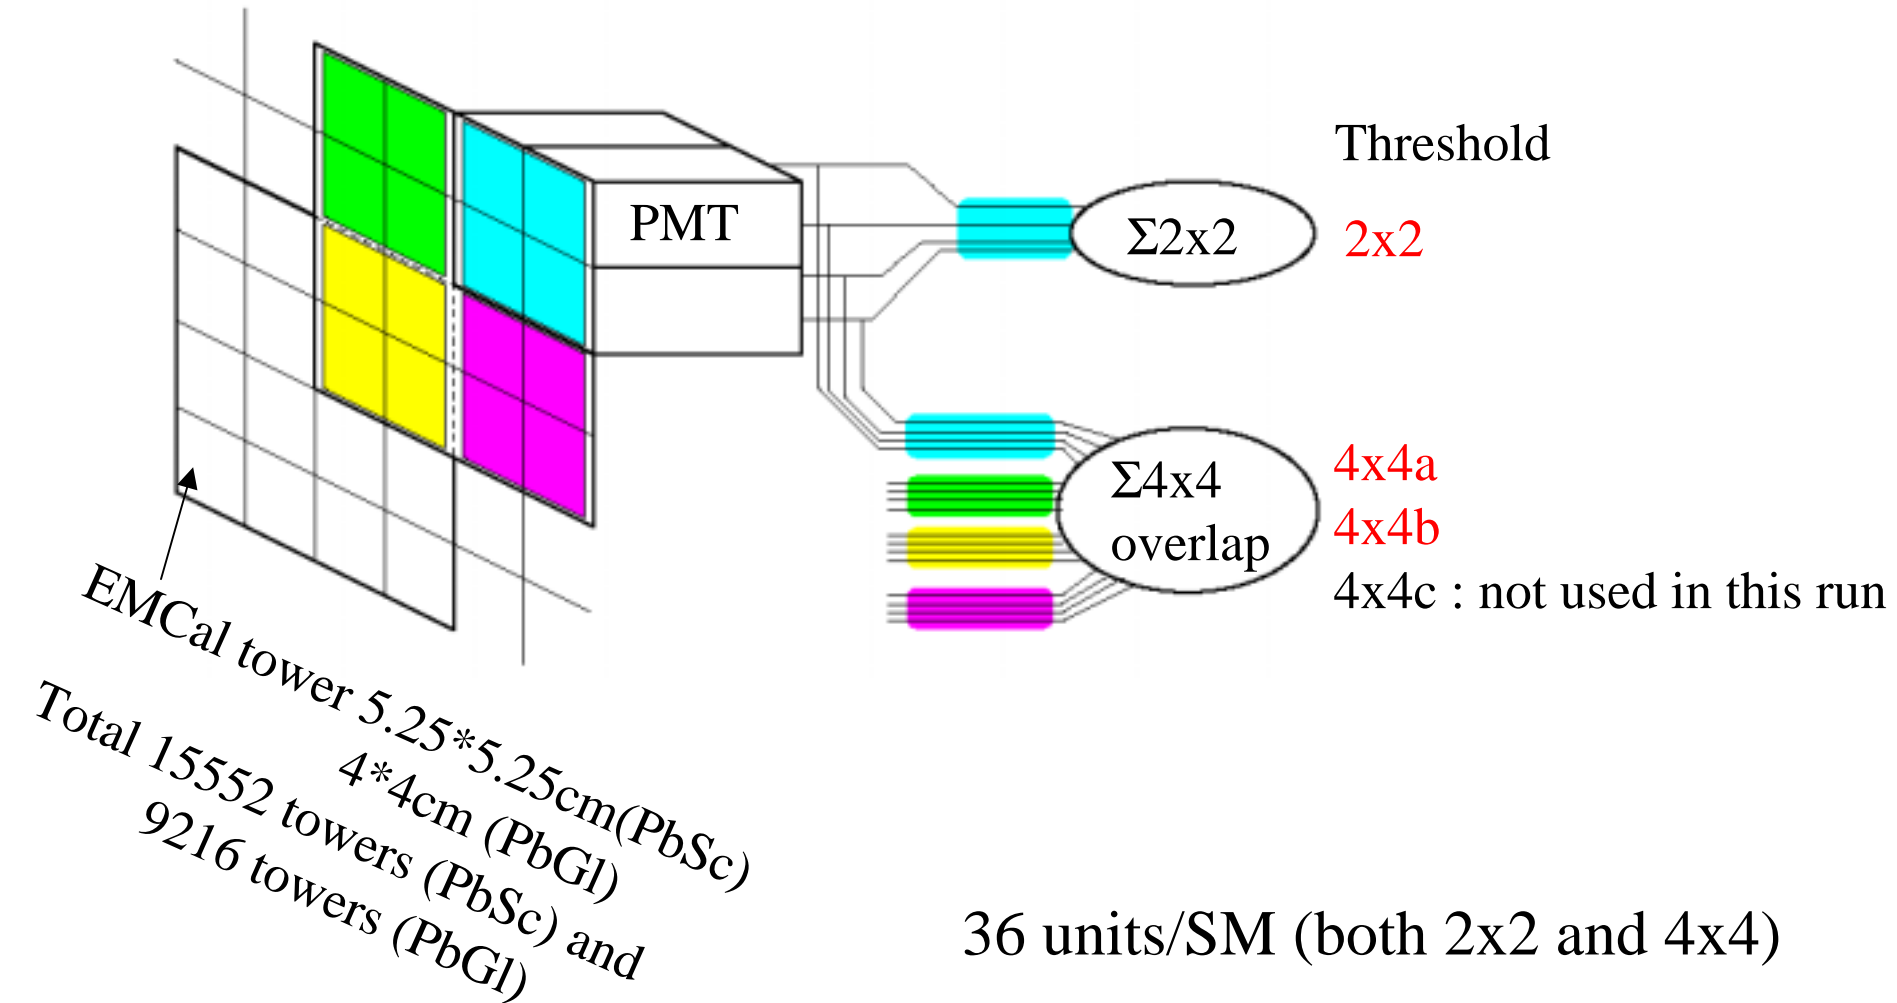 Threshold
PMT
Σ2x2
2x2
Σ4x4
overlap
4x4a
4x4b
4x4c : not used in this run
EMCal tower 5.25*5.25cm(PbSc)
4*4cm (PbGl)
Total 15552 towers (PbSc) and
9216 towers (PbGl)
36 units/SM (both 2x2 and 4x4)